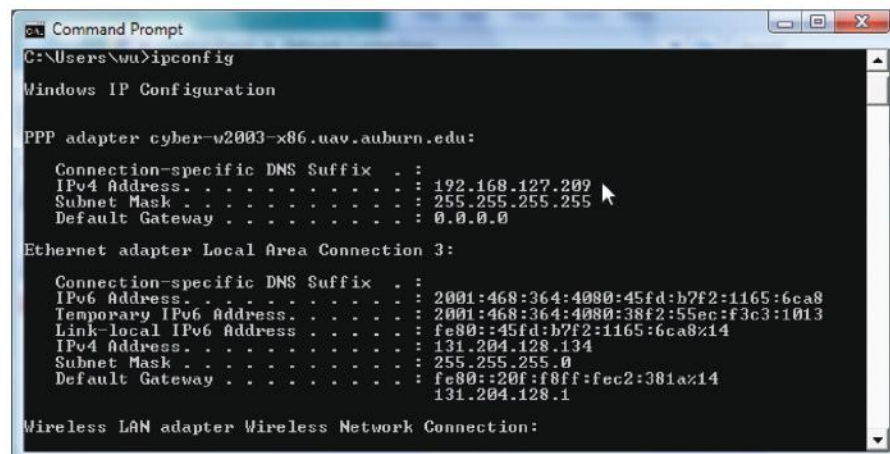 Command Prompt
C:\Users\wu>ipconfig
Windows IP Configuration
PPP adapter cyber-w2003-x86.uav.auburn.edu:
Connection-specific DNS Suffix . :
IPv4 Address. . . . . . . . . . . : 192.168.127.209
Subnet Mask . . . . . . . . . . . : 255.255.255.255
Default Gateway . . . . . . . . . : 0.0.0.0
Ethernet adapter Local Area Connection 3:
Connection-specific DNS Suffix . :
IPv6 Address. . . . . . . . . . . : 2001:468:364:4080:45fd:b7f2:1165:6ca8
Temporary IPv6 Address. . . . . . : 2001:468:364:4080:38f2:55ec:f3c3:1013
Link-local IPv6 Address . . . . . : fe80::45fd:b7f2:1165:6ca8%14
IPv4 Address. . . . . . . . . . . : 131.204.128.134
Subnet Mask . . . . . . . . . . . : 255.255.255.0
Default Gateway . . . . . . . . . : fe80::20f:f8ff:fec2:381a%14
131.204.128.1
Wireless LAN adapter Wireless Network Connection: